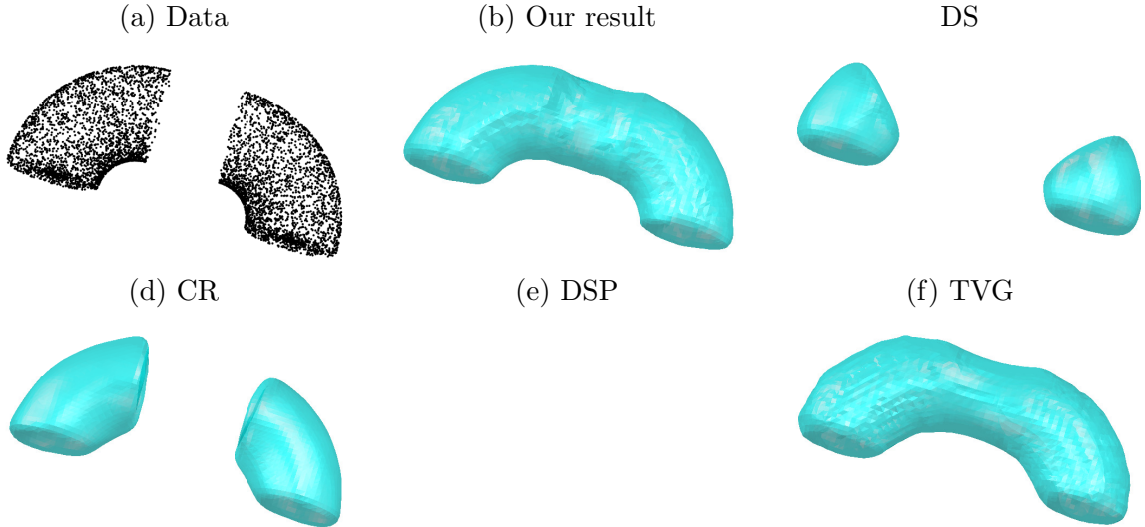 (a) Data
(b) Our result
DS
(d) CR
(e) DSP
(f) TVG